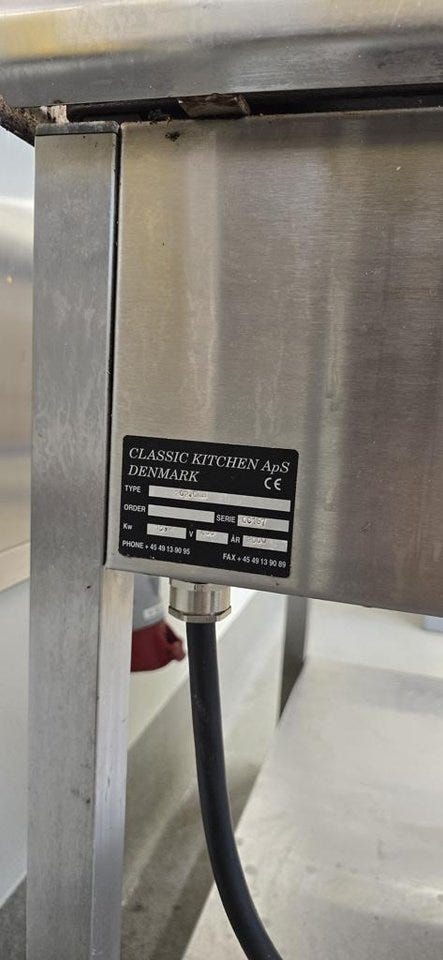 CLASSIC KITCHEN ApS
DENMARK
CE
TYPE
ORDER SERIE
Kw V ÅR 2000
PHONE + 45 49 13 90 95 FAX + 45 49 13 90 89